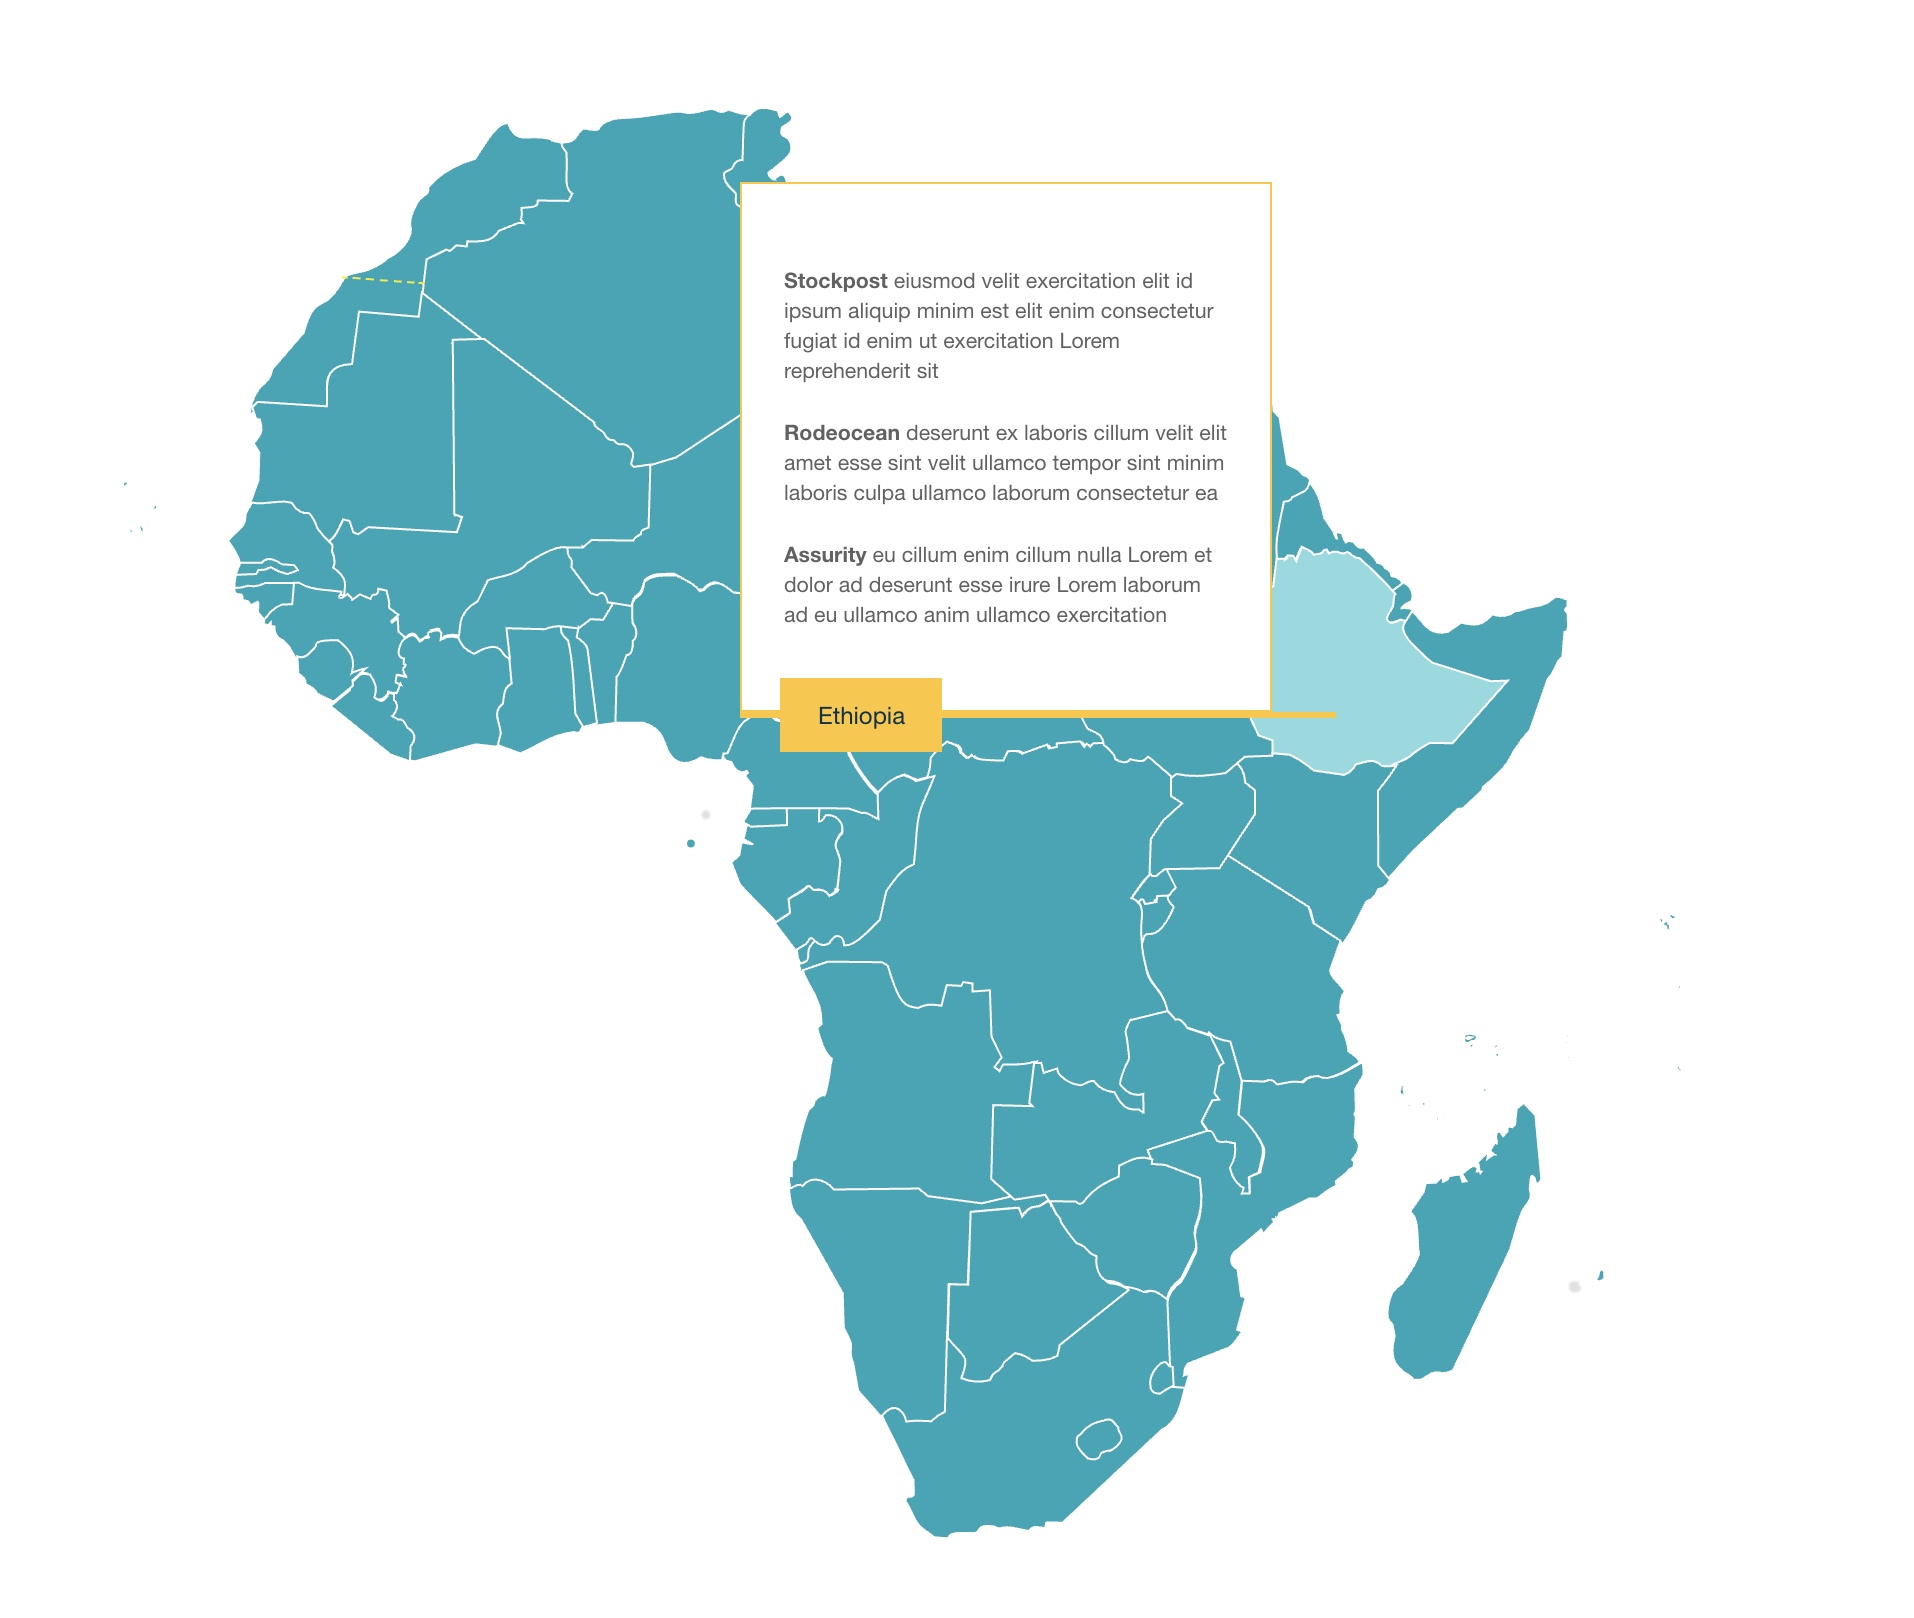 Stockpost eiusmod velit exercitation elit id
ipsum aliquip minim est elit enim consectetur
fugiat id enim ut exercitation Lorem
reprehenderit sit
Rodeocean deserunt ex laboris cillum velit elit
amet esse sint velit ullamco tempor sint minim
laboris culpa ullamco laborum consectetur ea
Assurity eu cillum enim cillum nulla Lorem et
dolor ad deserunt esse irure Lorem laborum
ad eu ullamco anim ullamco exercitation
Ethiopia